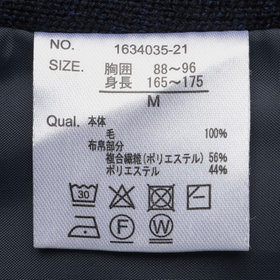 NO. 1634035-21
SIZE. 胸囲 88~96
身長 165~175
M
Qual. 本体
毛 100%
布帛部分
複合繊維(ポリエステル) 56%
ポリエステル 44%
30
F W